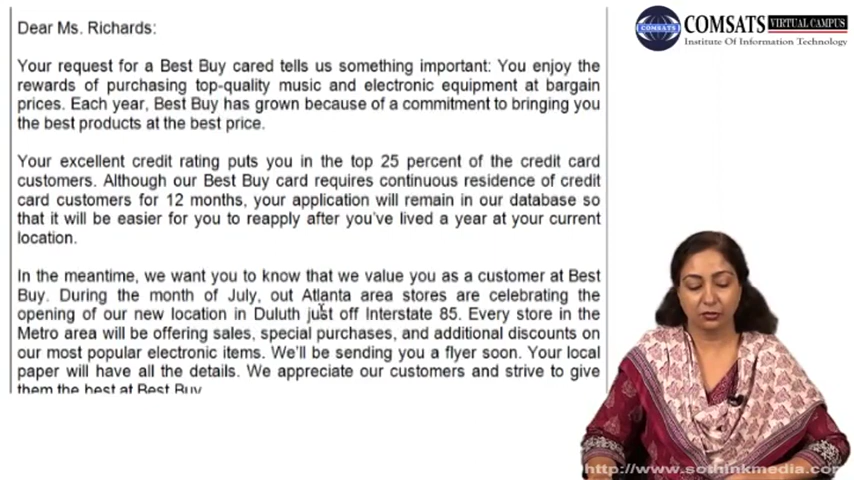 Dear Ms. Richards:
Your request for a Best Buy cared tells us something important: You enjoy the
rewards of purchasing top-quality music and electronic equipment at bargain
prices. Each year, Best Buy has grown because of a commitment to bringing you
the best products at the best price.
Your excellent credit rating puts you in the top 25 percent of the credit card
customers. Although our Best Buy card requires continuous residence of credit
card customers for 12 months, your application will remain in our database so
that it will be easier for you to reapply after you've lived a year at your current
location.
In the meantime, we want you to know that we value you as a customer at Best
Buy. During the month of July, out Atlanta area stores are celebrating the
opening of our new location in Duluth just off Interstate 85. Every store in the
Metro area will be offering sales, special purchases, and additional discounts on
our most popular electronic items. We'll be sending you a flyer soon. Your local
paper will have all the details. We appreciate our customers and strive to give
them the best at Best Buy
COMSATS VIRTUAL CAMPUS
Institute Of Information Technology
COMSATS
http://www.sothinkmedia.com